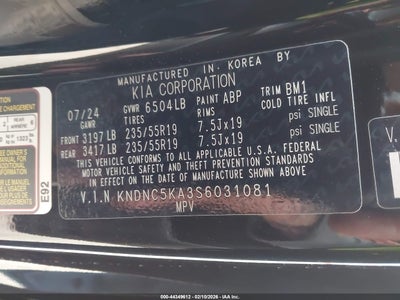 MANUFACTURED IN. KOREA BY
KIA CORPORATION
07/24 GVWR 6504LB PAINT ABP TRIM BM1
GAWR TIRES RIMS COLD TIRE INFL
FRONT 3197LB 235/55R19 7.5Jx19 psi SINGLE
REAR 3417LB 235/55R19 7.5Jx19 psi SINGLE
THIS VEHICLE CONFORMS TO ALL APPLICABLE U.S.A. FEDERAL
MOTOR VEHICLE SAFETY AND THEFT PREVENTION STANDARDS
IN EFFECT ON THE DATE OF MANUFACTURE SHOWN ABOVE.
V.I.N KNDNC5KA3S6031081
MPV
E92
V.
000-44349612 - 02/10/2026 - © copyright IAA, LLC